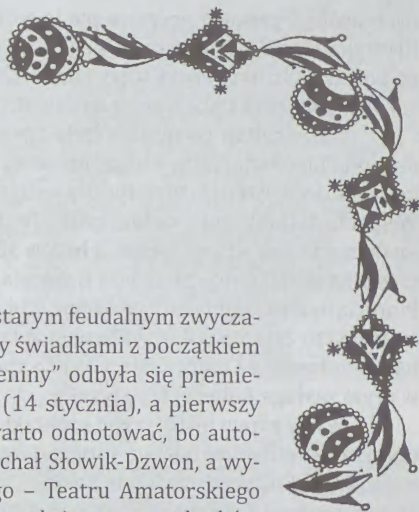 starym feudalnym zwycza-
y świadkami z początkiem
eniny” odbyła się premie-
(14 stycznia), a pierwszy
arto odnotować, bo auto-
chał Słowik-Dzwon, a wy-
go – Teatru Amatorskiego